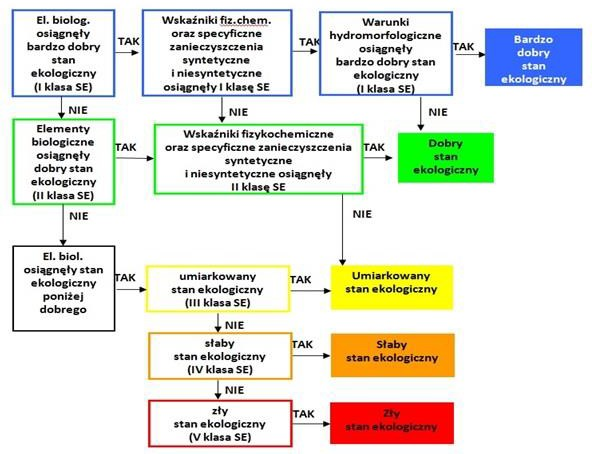 El. biolog.
osiągnęły
bardzo dobry
stan
ekologiczny
(I klasa SE)
TAK
Wskaźniki fiz.chem.
oraz specyficzne
zanieczyszczenia
syntetyczne
i niesyntetyczne
osiągnęły I klasę SE
TAK
Warunki
hydromorfologiczne
osiągnęły
bardzo dobry stan
ekologiczny
(I klasa SE)
TAK
Bardzo
dobry
stan
ekologiczny
NIE
NIE
NIE
Elementy
biologiczne
osiągnęły
dobry stan
ekologiczny
(II klasa SE)
TAK
Wskaźniki fizykochemiczne
oraz specyficzne zanieczyszczenia
syntetyczne
i niesyntetyczne osiągnęły
II klasę SE
TAK
Dobry
stan
ekologiczny
NIE
NIE
El. biol.
osiągnęły stan
ekologiczny
poniżej
dobrego
TAK
umiarkowany
stan ekologiczny
(III klasa SE)
TAK
Umiarkowany
stan ekologiczny
NIE
słaby
stan ekologiczny
(IV klasa SE)
TAK
Słaby
stan ekologiczny
NIE
zły
stan ekologiczny
(V klasa SE)
TAK
Zły
stan ekologiczny